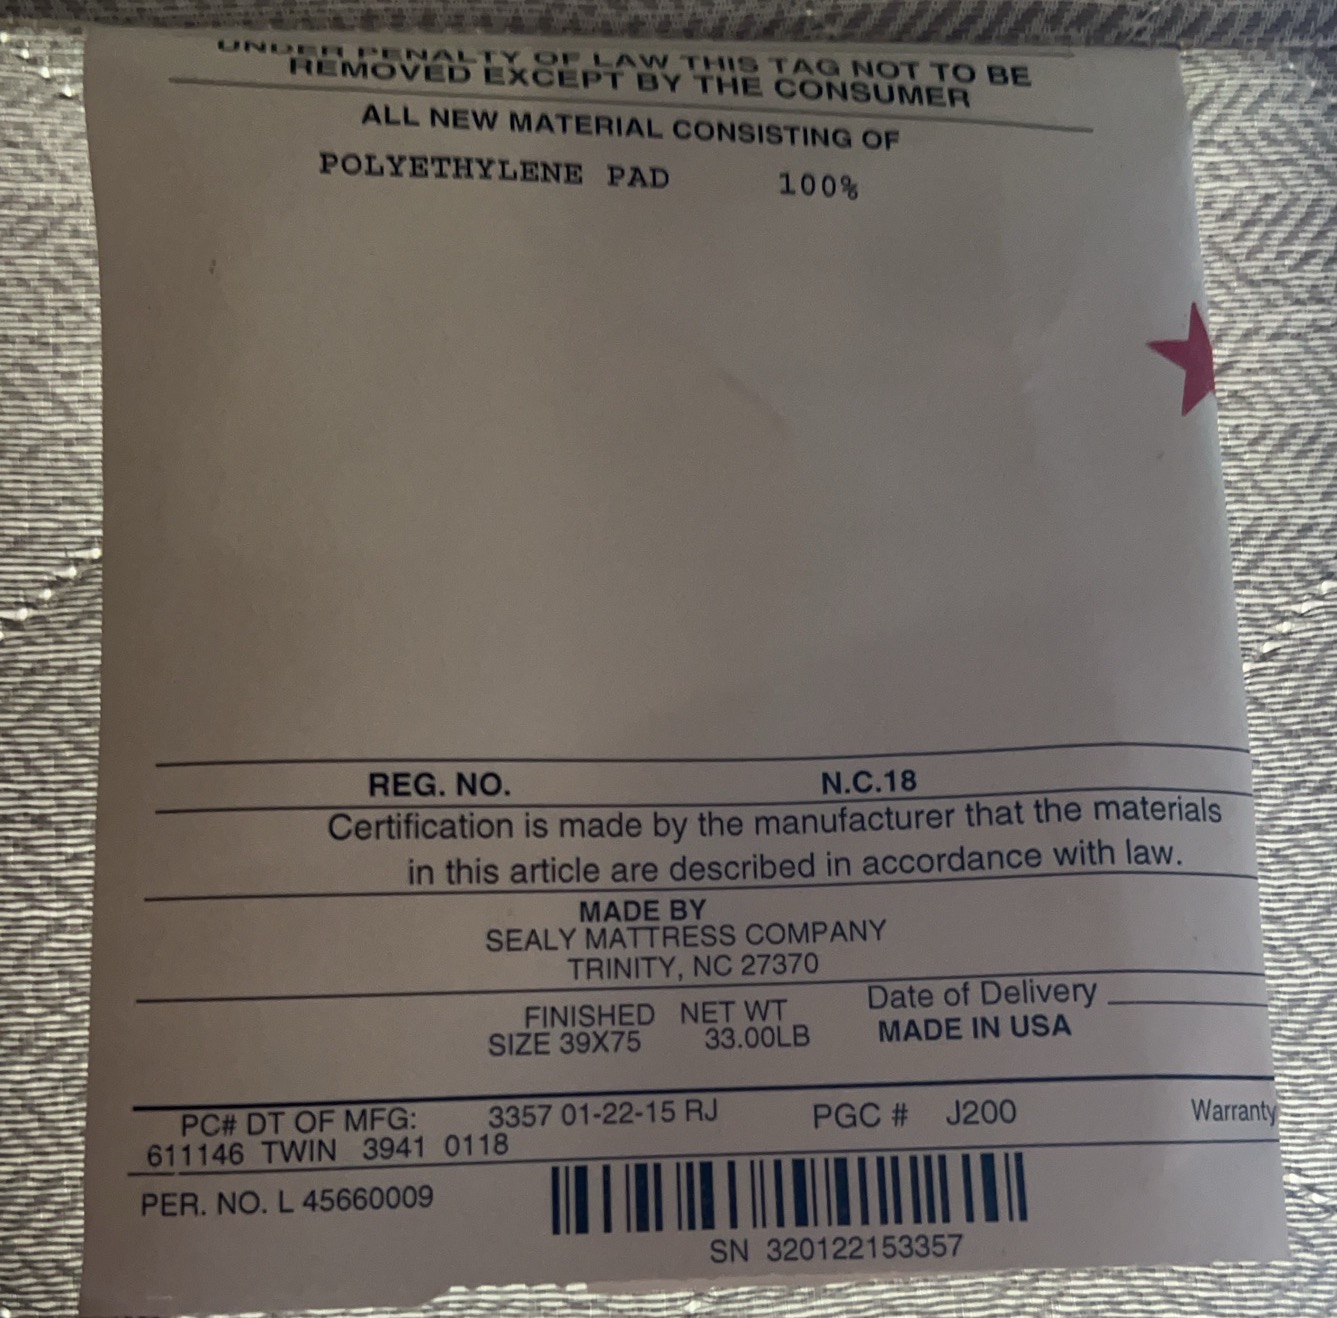 UNDER PENALTY OF LAW THIS TAG NOT TO BE
REMOVED EXCEPT BY THE CONSUMER
ALL NEW MATERIAL CONSISTING OF
POLYETHYLENE PAD 100%
REG. NO. N.C.18
Certification is made by the manufacturer that the materials
in this article are described in accordance with law.
MADE BY
SEALY MATTRESS COMPANY
TRINITY, NC 27370
FINISHED NET WT Date of Delivery
SIZE 39X75 33.00LB MADE IN USA
PC# DT OF MFG: 3357 01-22-15 RJ PGC # J200 Warranty
611146 TWIN 3941 0118
PER. NO. L 45660009
SN 320122153357